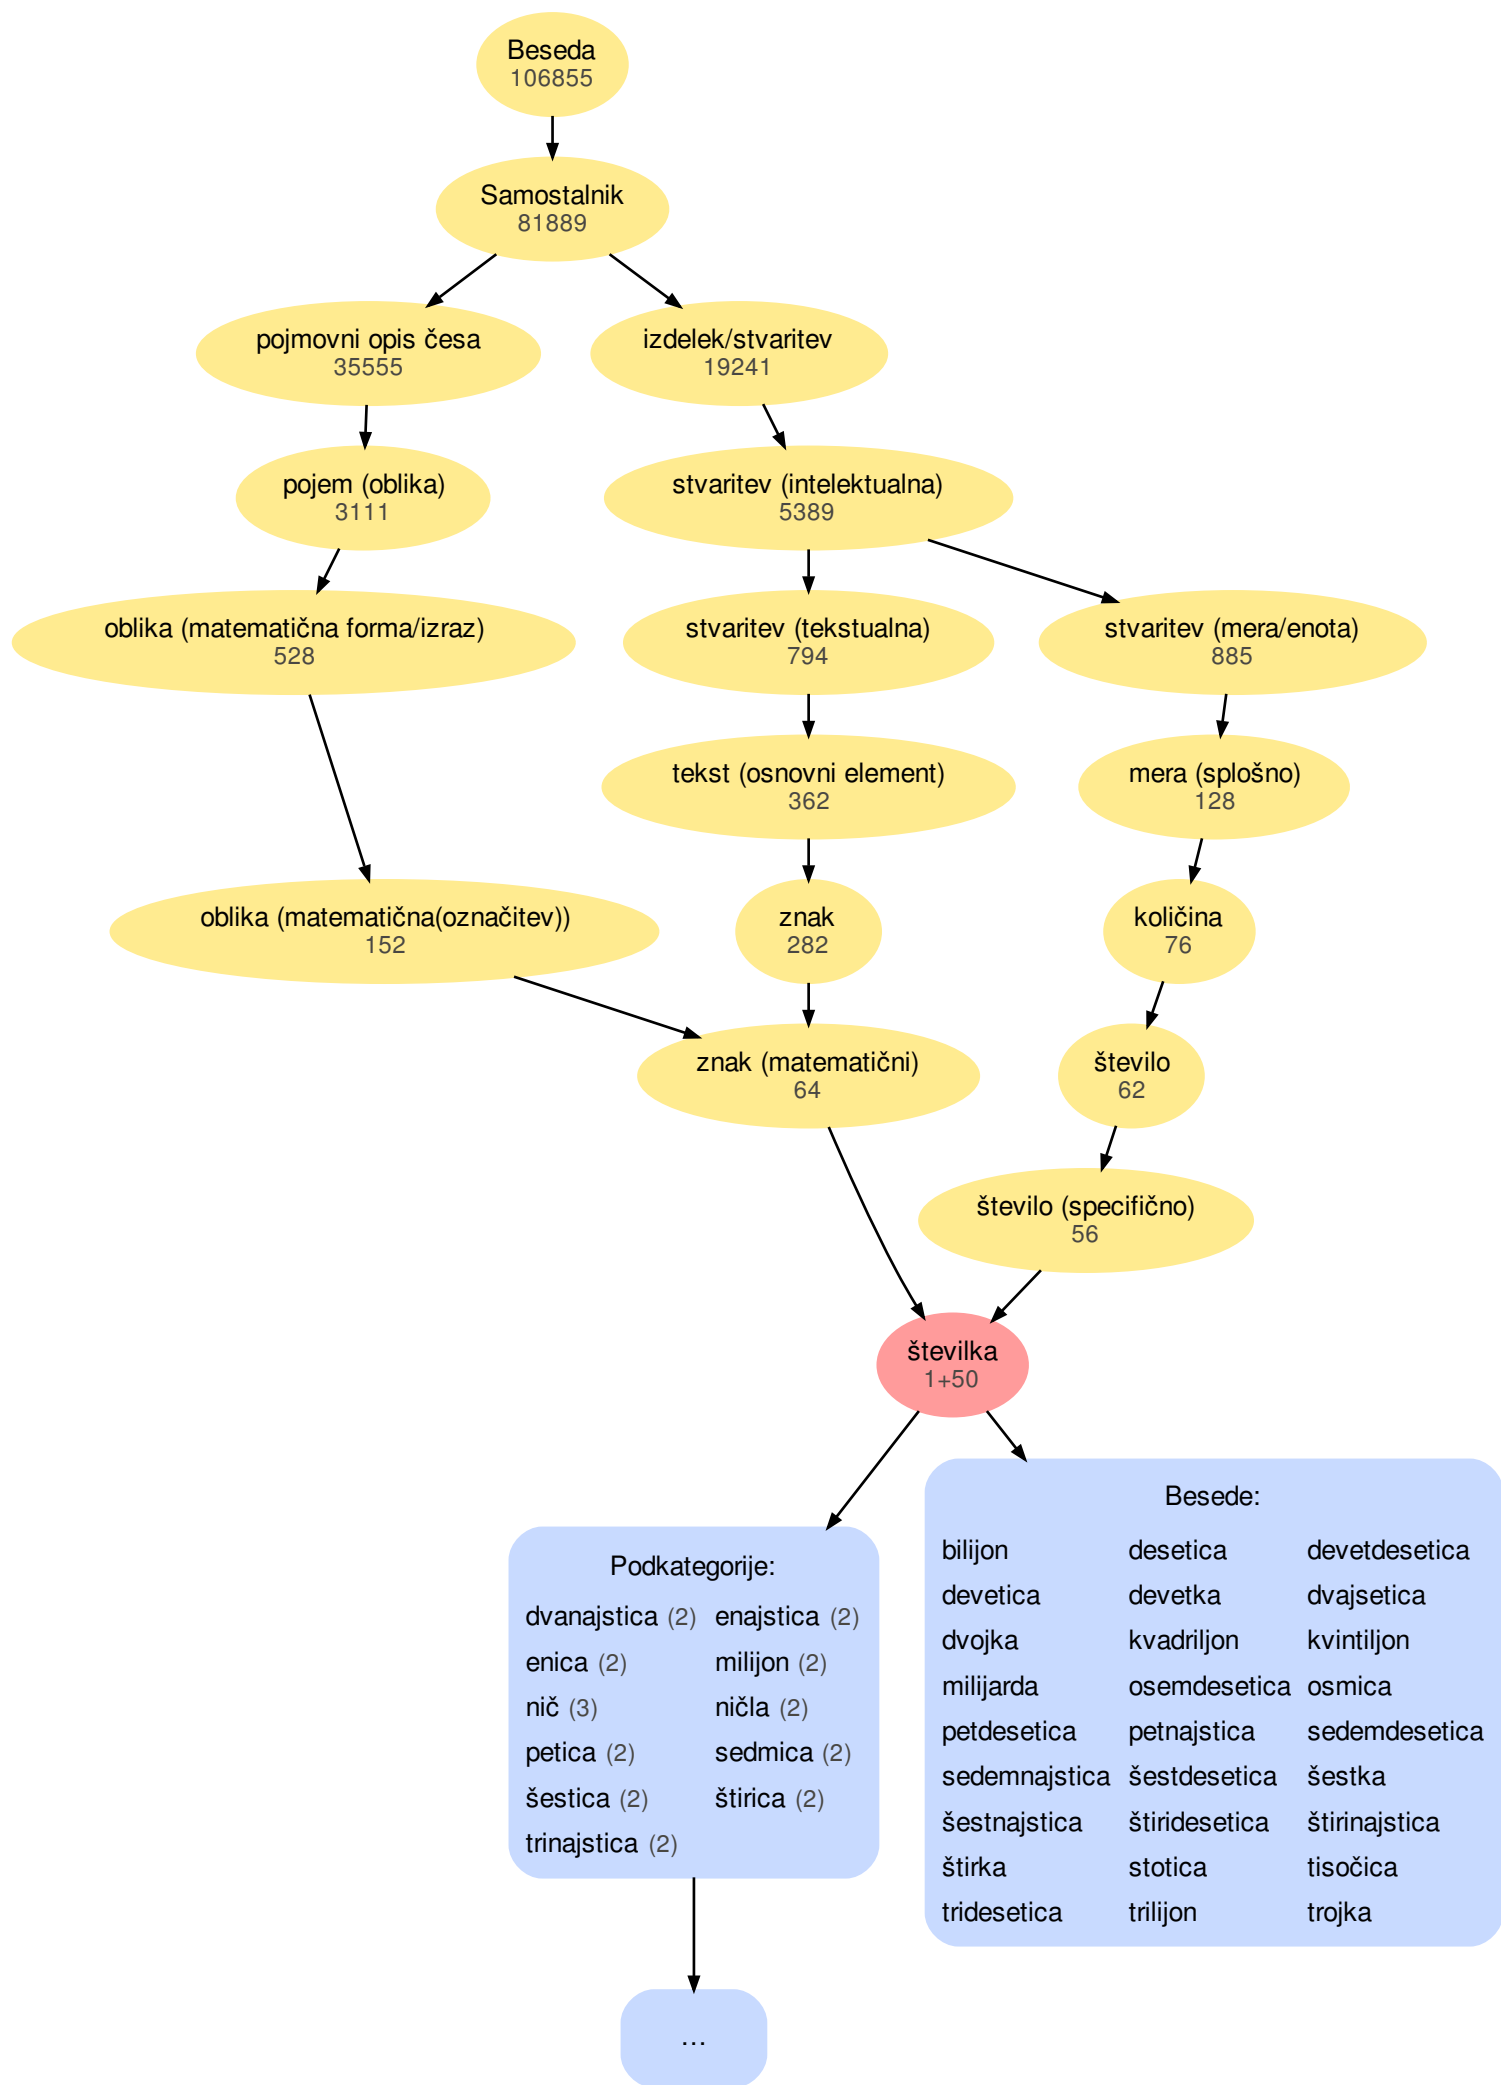 Beseda
106855
Samostalnik
81889
pojmovni opis česa
35555
izdelek/stvaritev
19241
pojem (oblika)
3111
stvaritev (intelektualna)
5389
oblika (matematična forma/izraz)
528
stvaritev (tekstualna)
794
stvaritev (mera/enota)
885
tekst (osnovni element)
362
mera (splošno)
128
oblika (matematična(označitev))
152
znak
282
količina
76
znak (matematični)
64
število
62
število (specifično)
56
številka
1+50
Podkategorije:
dvanajstica (2) enajstica (2)
enica (2) milijon (2)
nič (3) ničla (2)
petica (2) sedmica (2)
šestica (2) štirica (2)
trinajstica (2)
...
Besede:
bilijon desetica devetdesetica
devetica devetka dvajsetica
dvojka kvadriljon kvintiljon
milijarda osemdesetica osmica
petdesetica petnajstica sedemdesetica
sedemnajstica šestdesetica šestka
šestnajstica štiridesetica štirinajstica
štirka stotica tisočica
tridesetica trilijon trojka